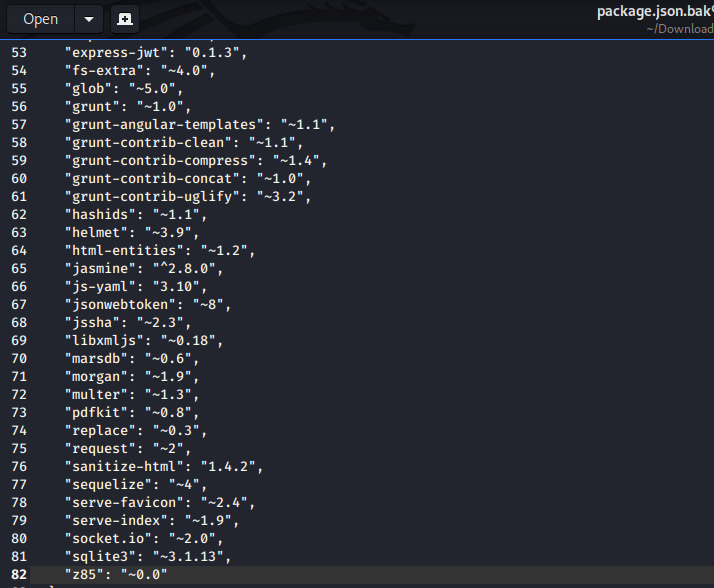 Open
package.json.bak
~/Download
53 "express-jwt": "0.1.3",
54 "fs-extra": "~4.0",
55 "glob": "~5.0",
56 "grunt": "~1.0",
57 "grunt-angular-templates": "~1.1",
58 "grunt-contrib-clean": "~1.1",
59 "grunt-contrib-compress": "~1.4",
60 "grunt-contrib-concat": "~1.0",
61 "grunt-contrib-uglify": "~3.2",
62 "hashids": "~1.1",
63 "helmet": "~3.9",
64 "html-entities": "~1.2",
65 "jasmine": "^2.8.0",
66 "js-yaml": "3.10",
67 "jsonwebtoken": "~8",
68 "jssha": "~2.3",
69 "libxmljs": "~0.18",
70 "marsdb": "~0.6",
71 "morgan": "~1.9",
72 "multer": "~1.3",
73 "pdfkit": "~0.8",
74 "replace": "~0.3",
75 "request": "~2",
76 "sanitize-html": "1.4.2",
77 "sequelize": "~4",
78 "serve-favicon": "~2.4",
79 "serve-index": "~1.9",
80 "socket.io": "~2.0",
81 "sqlite3": "~3.1.13",
82 "z85": "~0.0"